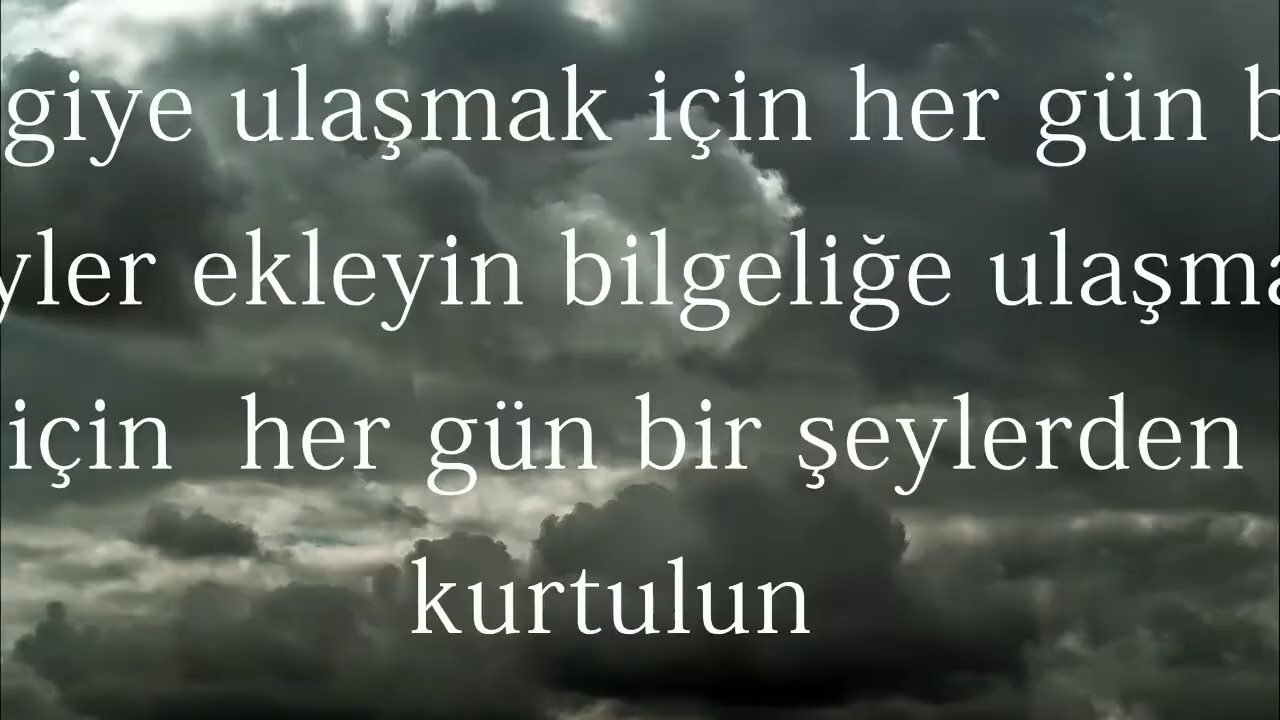 giye ulaşmak için her gün b
yler ekleyin bilgeliğe ulaşma
için her gün bir şeylerden
kurtulun